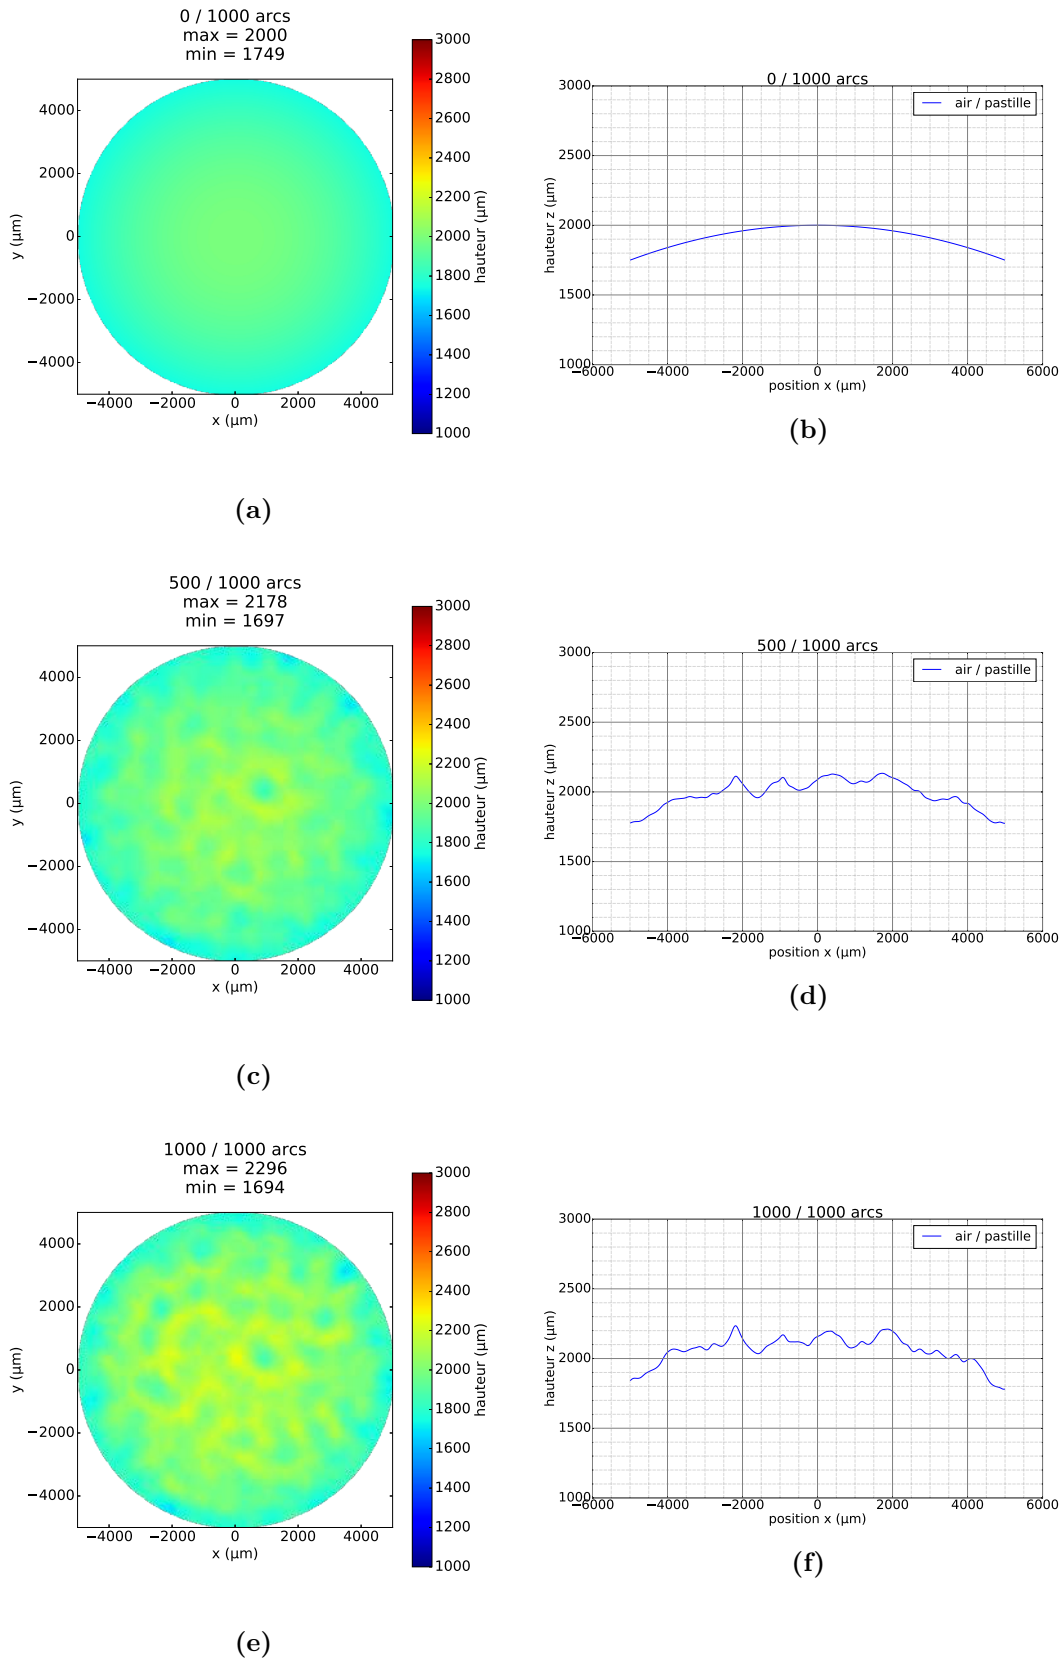 0 / 1000 arcs
max = 2000
min = 1749
4000
2000
0
−2000
−4000
y (µm)
−4000 −2000 0 2000 4000
x (µm)
3000
2800
2600
2400
2200
2000
1800
1600
1400
1200
1000
hauteur (µm)
(a)
0 / 1000 arcs
air / pastille
3000
2500
2000
1500
1000
hauteur z (µm)
−6000 −4000 −2000 0 2000 4000 6000
position x (µm)
(b)
500 / 1000 arcs
max = 2178
min = 1697
4000
2000
0
−2000
−4000
y (µm)
−4000 −2000 0 2000 4000
x (µm)
3000
2800
2600
2400
2200
2000
1800
1600
1400
1200
1000
hauteur (µm)
(c)
500 / 1000 arcs
air / pastille
3000
2500
2000
1500
1000
hauteur z (µm)
−6000 −4000 −2000 0 2000 4000 6000
position x (µm)
(d)
1000 / 1000 arcs
max = 2296
min = 1694
4000
2000
0
−2000
−4000
y (µm)
−4000 −2000 0 2000 4000
x (µm)
3000
2800
2600
2400
2200
2000
1800
1600
1400
1200
1000
hauteur (µm)
(e)
1000 / 1000 arcs
air / pastille
3000
2500
2000
1500
1000
hauteur z (µm)
−6000 −4000 −2000 0 2000 4000 6000
position x (µm)
(f)